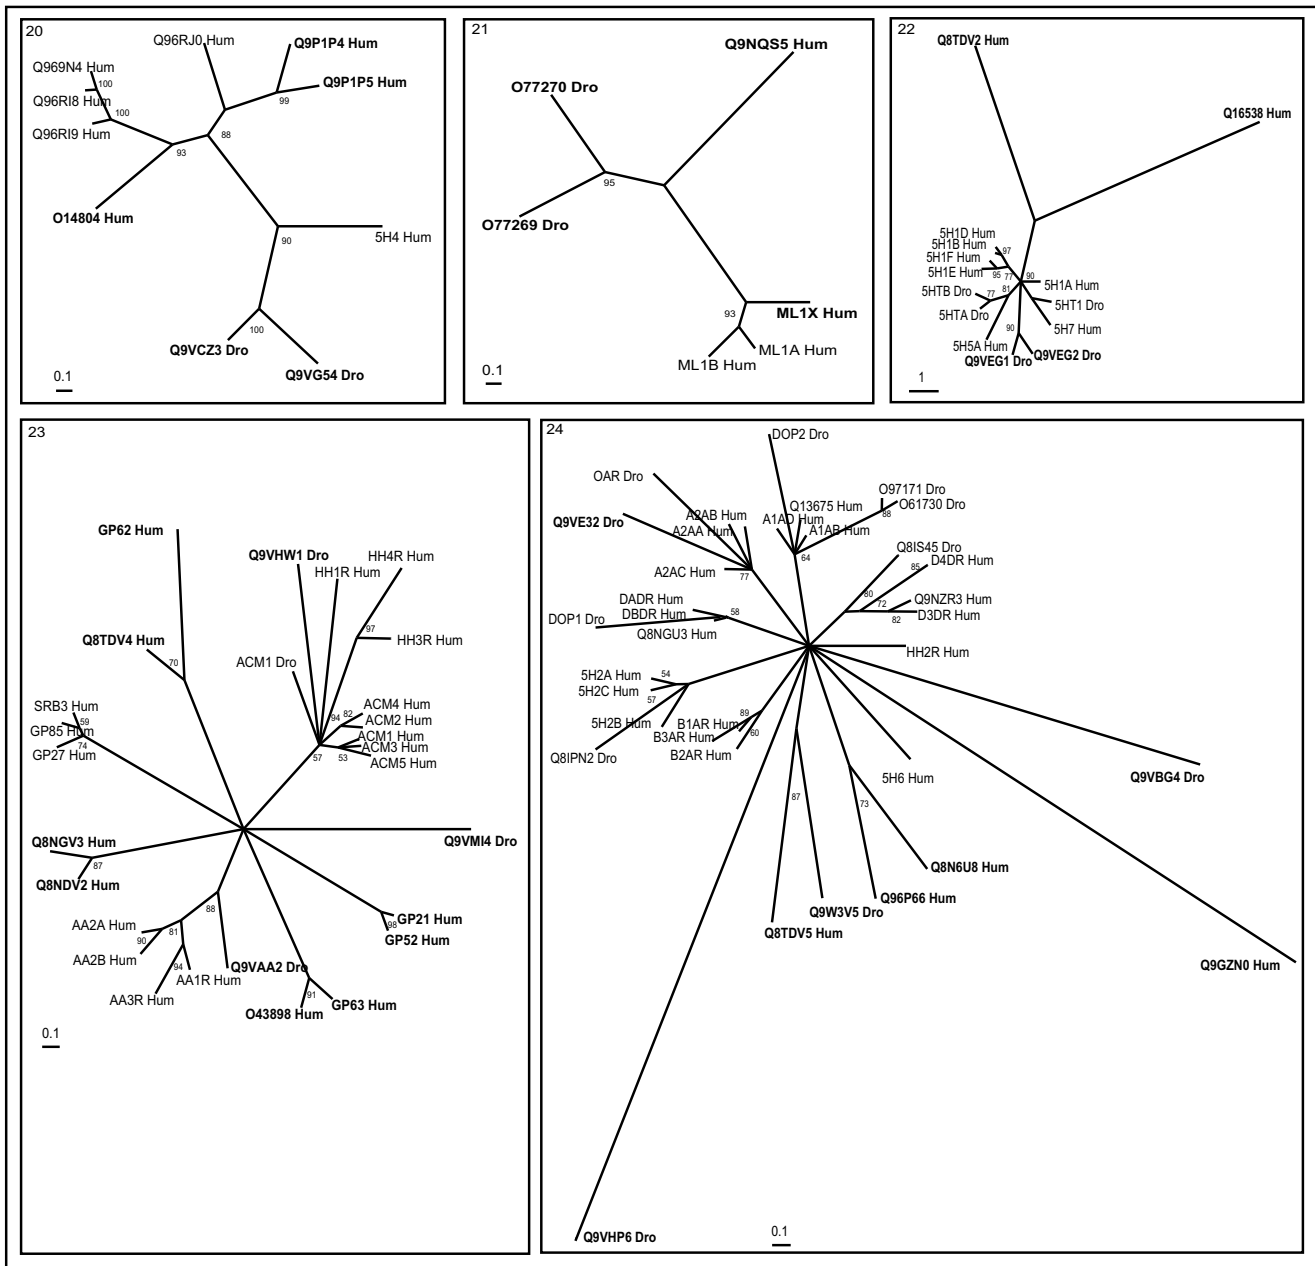 20
Q96RJ0 Hum
Q9P1P4 Hum
Q969N4 Hum
100
Q9P1P5 Hum
Q96RI8 Hum
99
100
Q96RI9 Hum
88
93
O14804 Hum
5H4 Hum
90
100
Q9VCZ3 Dro
Q9VG54 Dro
0.1
21
Q9NQS5 Hum
O77270 Dro
95
O77269 Dro
93
ML1X Hum
ML1A Hum
ML1B Hum
0.1
22
Q8TDV2 Hum
Q16538 Hum
5H1D Hum
5H1B Hum
97
5H1F Hum
5H1E Hum
95
77
90
5H1A Hum
5HTB Dro
77
81
5HT1 Dro
5HTA Dro
5H7 Hum
90
5H5A Hum
Q9VEG2 Dro
Q9VEG1 Dro
1
23
GP62 Hum
Q9VHW1 Dro
HH4R Hum
HH1R Hum
97
Q8TDV4 Hum
HH3R Hum
70
ACM1 Dro
SRB3 Hum
ACM4 Hum
94
82
59
ACM2 Hum
GP85 Hum
ACM1 Hum
74
ACM3 Hum
GP27 Hum
57
53
ACM5 Hum
Q8NGV3 Hum
Q9VMI4 Dro
87
Q8NDV2 Hum
88
GP21 Hum
AA2A Hum
98
81
90
GP52 Hum
AA2B Hum
94
Q9VAA2 Dro
AA1R Hum
AA3R Hum
91
GP63 Hum
O43898 Hum
0.1
24
DOP2 Dro
OAR Dro
O97171 Dro
Q13675 Hum
O61730 Dro
A2AB Hum
88
Q9VE32 Dro
A1AD Hum
A2AA Hum
A1AB Hum
64
Q8IS45 Dro
D4DR Hum
85
A2AC Hum
77
80
DADR Hum
72
Q9NZR3 Hum
DBDR Hum
58
D3DR Hum
DOP1 Dro
82
Q8NGU3 Hum
HH2R Hum
5H2A Hum
54
5H2C Hum
57
89
5H2B Hum
B1AR Hum
60
B3AR Hum
B2AR Hum
Q8IPN2 Dro
5H6 Hum
Q9VBG4 Dro
87
73
Q8N6U8 Hum
Q96P66 Hum
Q9W3V5 Dro
Q8TDV5 Hum
Q9GZN0 Hum
Q9VHP6 Dro
0.1